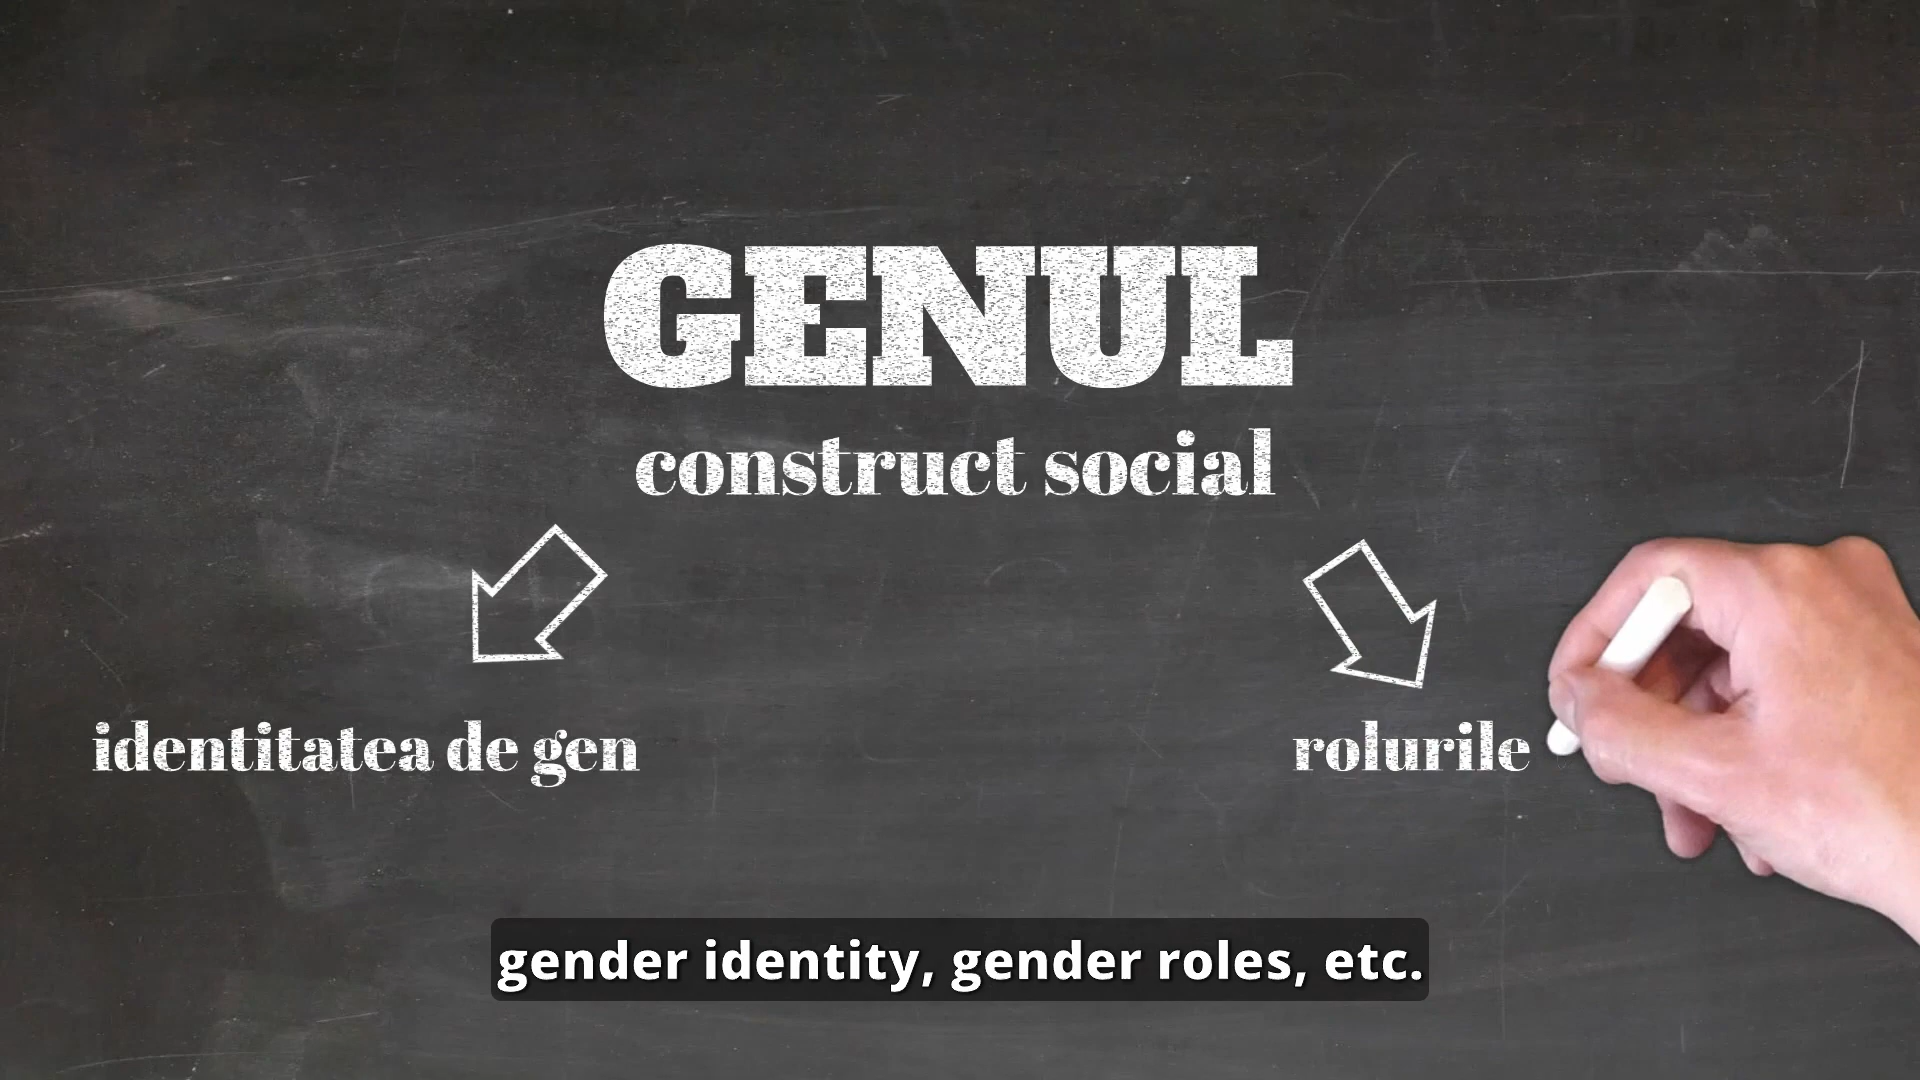 GENUL
construct social
identitatea de gen
rolurile
gender identity, gender roles, etc.